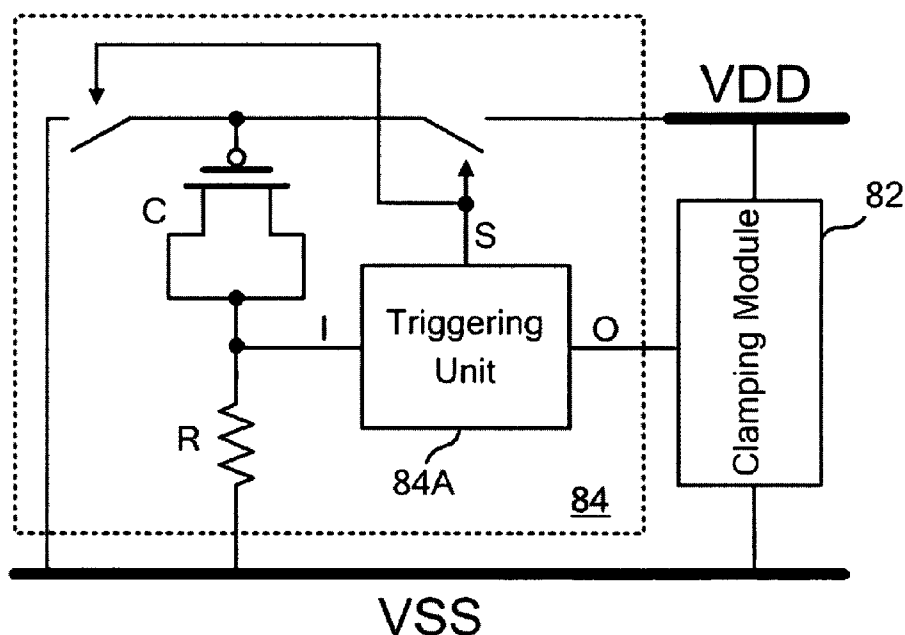 VDD
82
C
S
Clamping Module
Triggering
Unit
I
O
R
84A
84
VSS